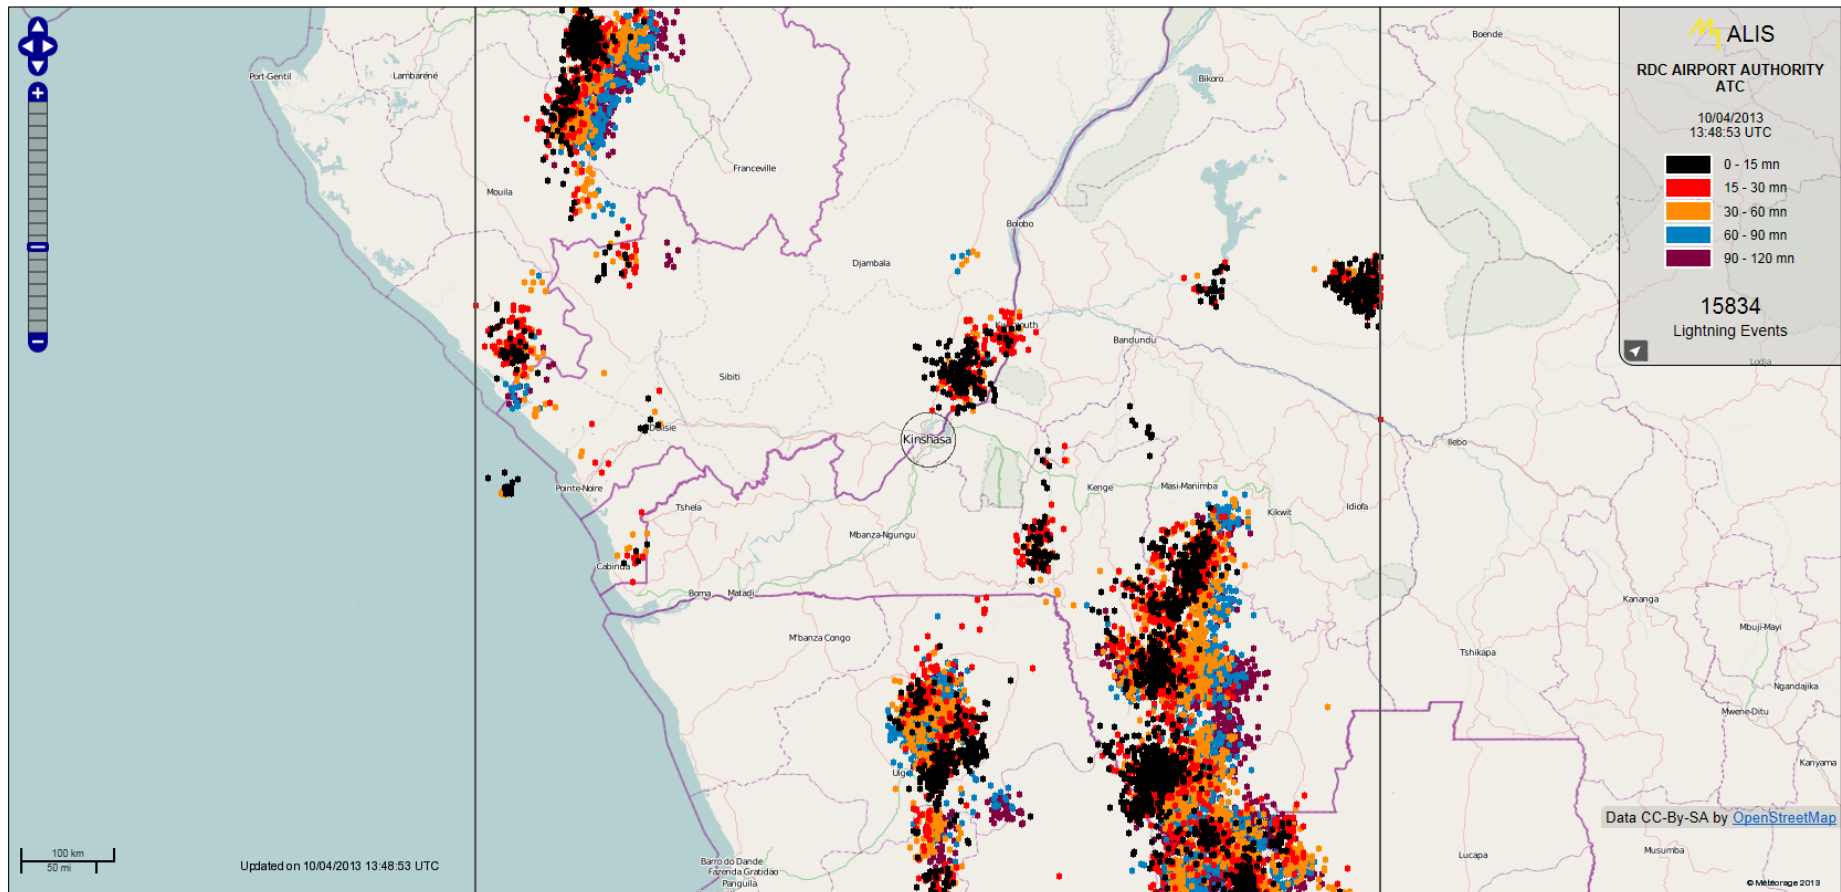 Port-Gentil
Lambaréné
Boende
Bikoro
ALIS
RDC AIRPORT AUTHORITY
ATC
10/04/2013
13:48:53 UTC
0 - 15 mn
15 - 30 mn
30 - 60 mn
60 - 90 mn
90 - 120 mn
15834
Lightning Events
Franceville
Mouila
Bolobo
Djambala
Bandundu
Lodja
Sibiti
Kinshasa
Ilebo
Pointe-Noire
Kenge
Masi-Manimba
Tshela
Kikwit
Idiofa
Mbanza-Ngungu
Cabinda
Boma
Matadi
Kananga
M'banza Congo
Mbuji-Mayi
Tshikapa
Ngandajika
Mwene-Ditu
Kanyama
Data CC-By-SA by OpenStreetMap
100 km
50 mi
Updated on 10/04/2013 13:48:53 UTC
Barro do Dande
Fazenda Gratidão
Panguila
Lucapa
Musumba
© Météorage 2013